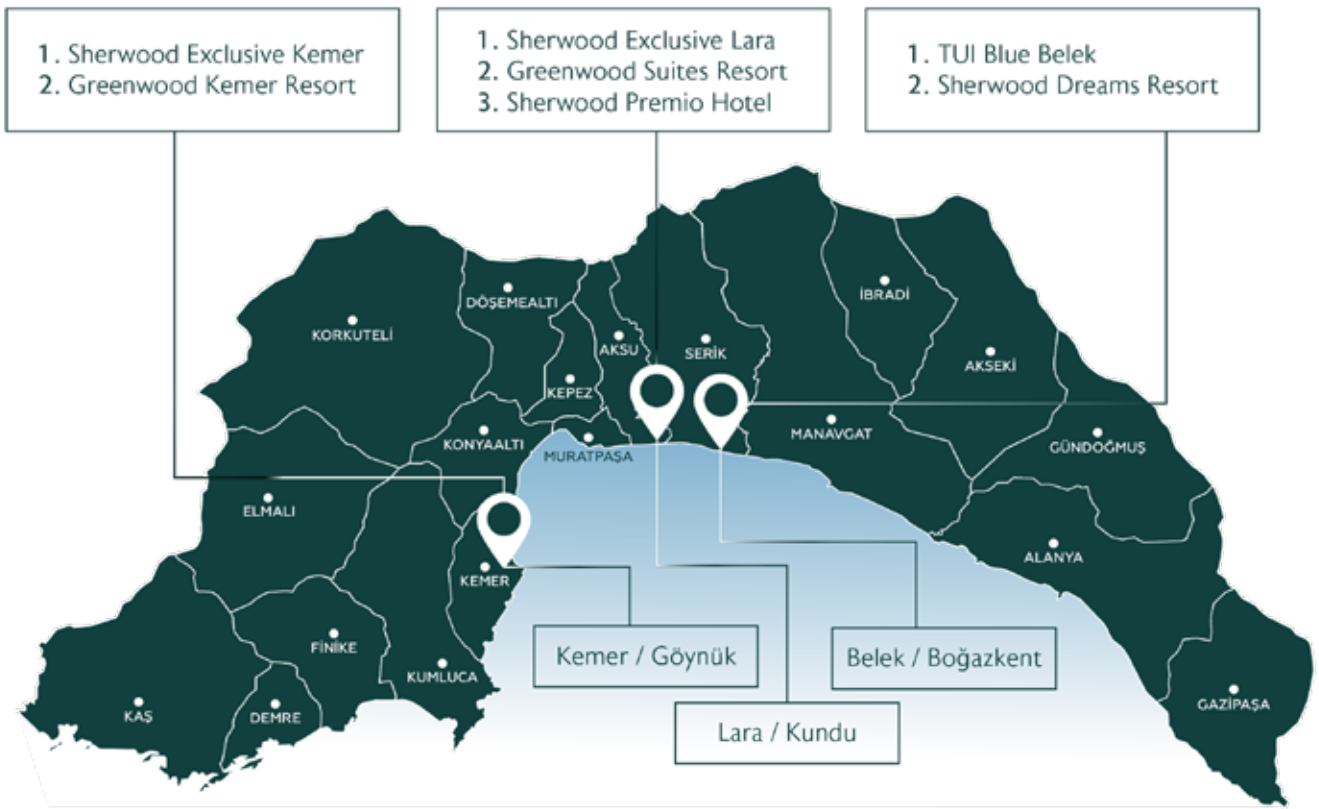 1. Sherwood Exclusive Kemer
2. Greenwood Kemer Resort
1. Sherwood Exclusive Lara
2. Greenwood Suites Resort
3. Sherwood Premio Hotel
1. TUI Blue Belek
2. Sherwood Dreams Resort
KORKUTELİ
DÖŞEMEALTI
KEPEZ
AKSU
SERİK
İBRADİ
AKSEKİ
KONYAALTI
MURATPAŞA
MANAVGAT
GÜNDOĞMUŞ
ELMALI
KEMER
ALANYA
FİNİKE
KUMLUCA
KAŞ
DEMRE
GAZİPAŞA
Kemer / Göynük
Belek / Boğazkent
Lara / Kundu